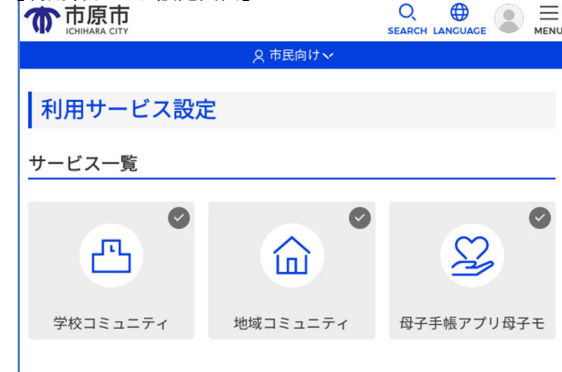 市原市
ICHIHARA CITY
SEARCH LANGUAGE MENU
市民向け
利用サービス設定
サービス一覧
学校コミュニティ 地域コミュニティ 母子手帳アプリ母子モ